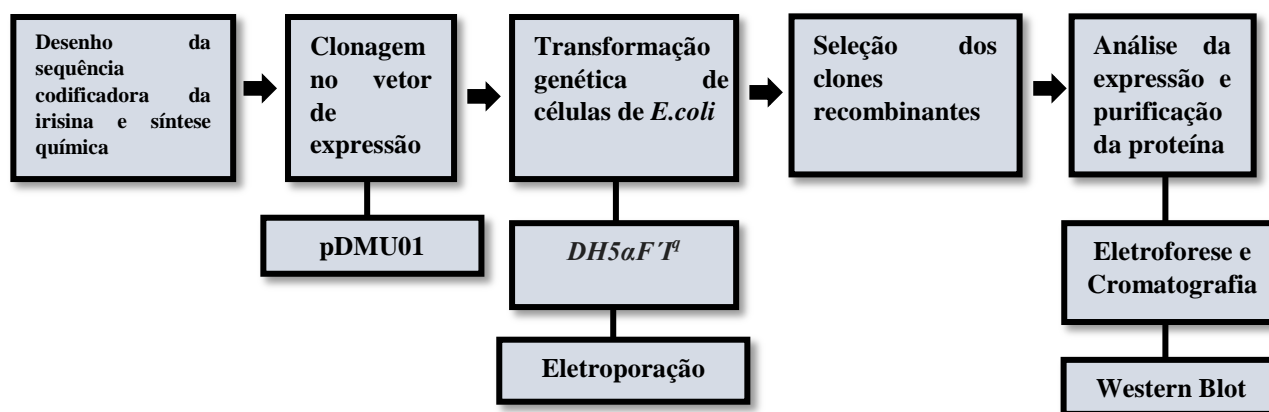 Desenho da
sequência
codificadora da
irisina e síntese
química
Clonagem
no vetor
de
expressão
pDMU01
Transformação
genética de
células de E.coli
DH5αF´I^q
Eletroporação
Seleção dos
clones
recombinantes
Análise da
expressão e
purificação
da proteína
Eletroforese e
Cromatografia
Western Blot